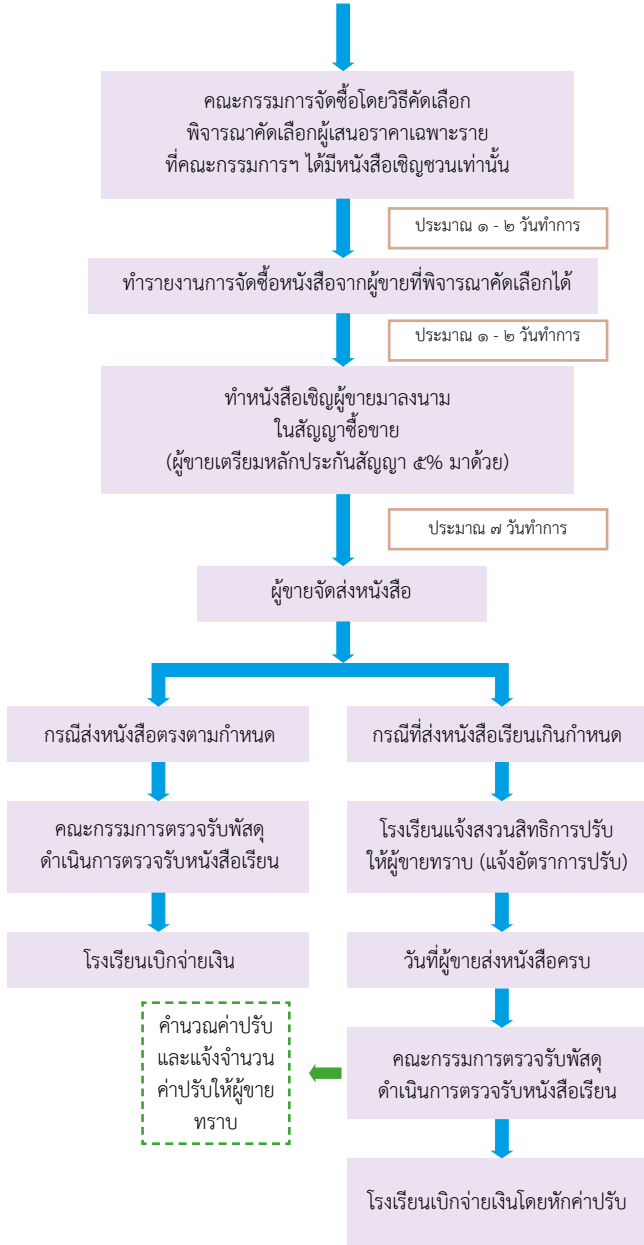 คณะกรรมการจัดซื้อโดยวิธีคัดเลือก
พิจารณาคัดเลือกผู้เสนอราคาเฉพาะราย
ที่คณะกรรมการฯ ได้มีหนังสือเชิญชวนเท่านั้น
ประมาณ ๑ - ๒ วันทำการ
ทำรายงานการจัดซื้อหนังสือจากผู้ขายที่พิจารณาคัดเลือกได้
ประมาณ ๑ - ๒ วันทำการ
ทำหนังสือเชิญผู้ขายมาลงนาม
ในสัญญาซื้อขาย
(ผู้ขายเตรียมหลักประกันสัญญา ๕% มาด้วย)
ประมาณ ๗ วันทำการ
ผู้ขายจัดส่งหนังสือ
กรณีส่งหนังสือตรงตามกำหนด
คณะกรรมการตรวจรับพัสดุ
ดำเนินการตรวจรับหนังสือเรียน
โรงเรียนเบิกจ่ายเงิน
กรณีที่ส่งหนังสือเรียนเกินกำหนด
โรงเรียนแจ้งสงวนสิทธิการปรับ
ให้ผู้ขายทราบ (แจ้งอัตราการปรับ)
วันที่ผู้ขายส่งหนังสือครบ
คณะกรรมการตรวจรับพัสดุ
ดำเนินการตรวจรับหนังสือเรียน
คำนวณค่าปรับ
และแจ้งจำนวน
ค่าปรับให้ผู้ขาย
ทราบ
โรงเรียนเบิกจ่ายเงินโดยหักค่าปรับ